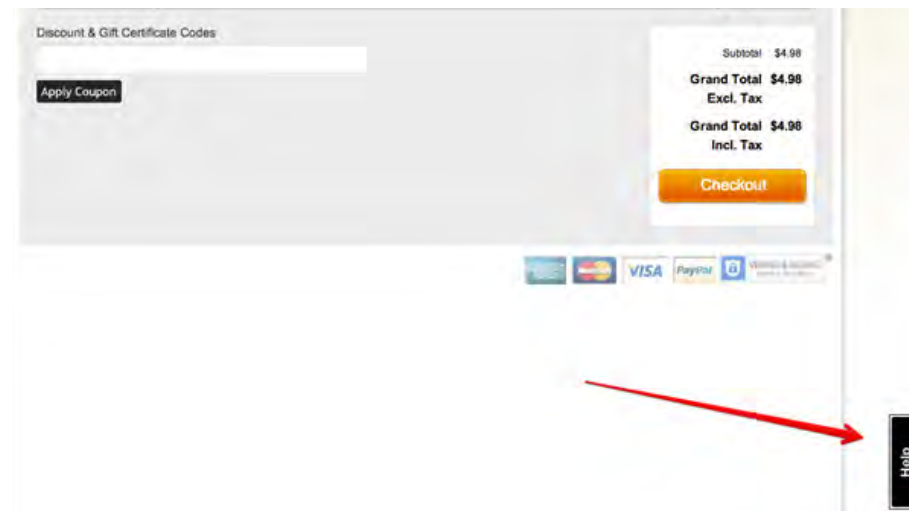 Discount & Gift Certificate Codes
Apply Coupon
Subtotal $4.98
Grand Total $4.98
Excl. Tax
Grand Total $4.98
Incl. Tax
Checkout
VISA PayPal
Help